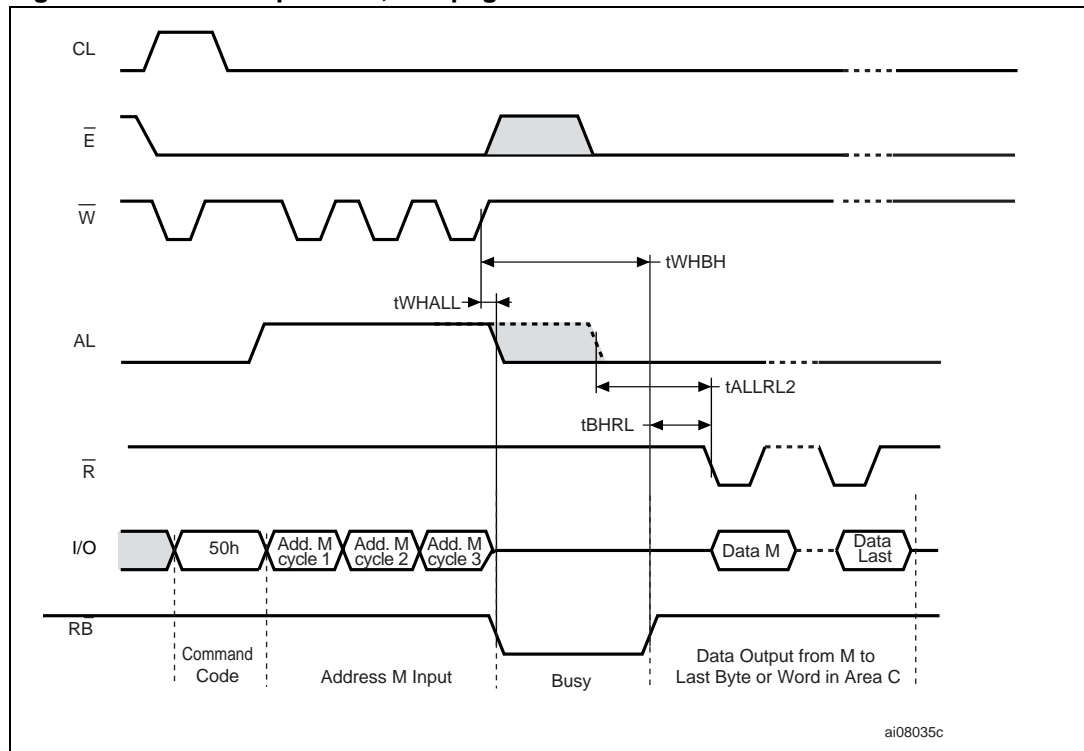 CL
E
W
tWHBH
tWHALL
AL
tALLRL2
tBHRL
R
I/O
50h
Add. M
cycle 1
Add. M
cycle 2
Add. M
cycle 3
Data M
Data
Last
RB
Command
Code
Address M Input
Busy
Data Output from M to
Last Byte or Word in Area C
ai08035c